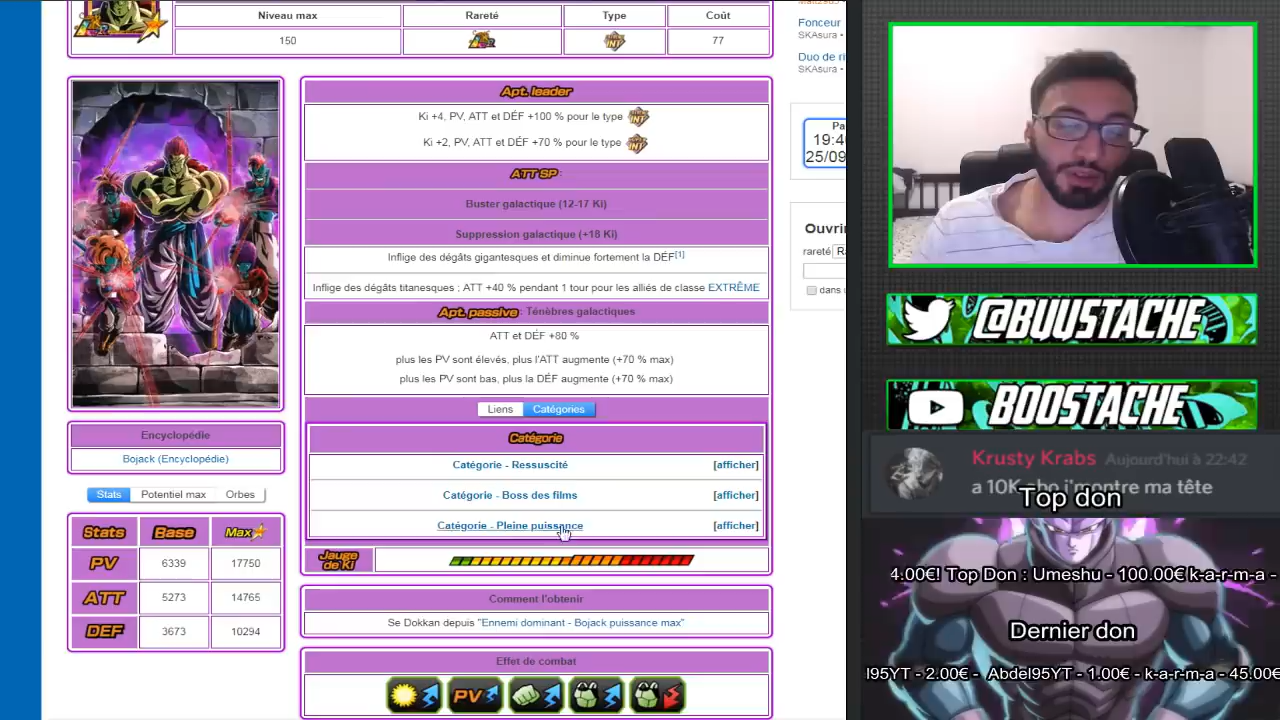 Niveau max Rareté Type Coût
150 77
Fonceur
SKAsura •
Duo de ri
SKAsura •
Apt. leader
Ki +4, PV, ATT et DÉF +100 % pour le type INT
Ki +2, PV, ATT et DÉF +70 % pour le type INT
ATT SP:
Buster galactique (12-17 Ki)
Suppression galactique (+18 Ki)
Inflige des dégâts gigantesques et diminue fortement la DÉF[1]
Inflige des dégâts titanesques ; ATT +40 % pendant 1 tour pour les alliés de classe EXTRÊME
Apt. passive: Ténèbres galactiques
ATT et DÉF +80 %
plus les PV sont élevés, plus l'ATT augmente (+70 % max)
plus les PV sont bas, plus la DÉF augmente (+70 % max)
Liens Catégories
Catégorie
Catégorie - Ressuscité [afficher]
Catégorie - Boss des films [afficher]
Catégorie - Pleine puissance [afficher]
Jauge de Ki
Comment l'obtenir
Se Dokkan depuis "Ennemi dominant - Bojack puissance max"
Effet de combat
PV
Encyclopédie
Bojack (Encyclopédie)
Stats Potentiel max Orbes
Stats Base Max
PV 6339 17750
ATT 5273 14765
DEF 3673 10294
Pa
19:4
25/09
Ouvri
rareté
dans
@BUUSTACHE
BOOSTACHE
Krusty Krabs Aujourd'hui à 22:42
a 10K abo j'montre ma tête
Top don
4.00€! Top Don : Umeshu - 100.00€ k-a-r-m-a -
Dernier don
l95YT - 2.00€ - Abdel95YT - 1.00€ - k-a-r-m-a - 45.00€